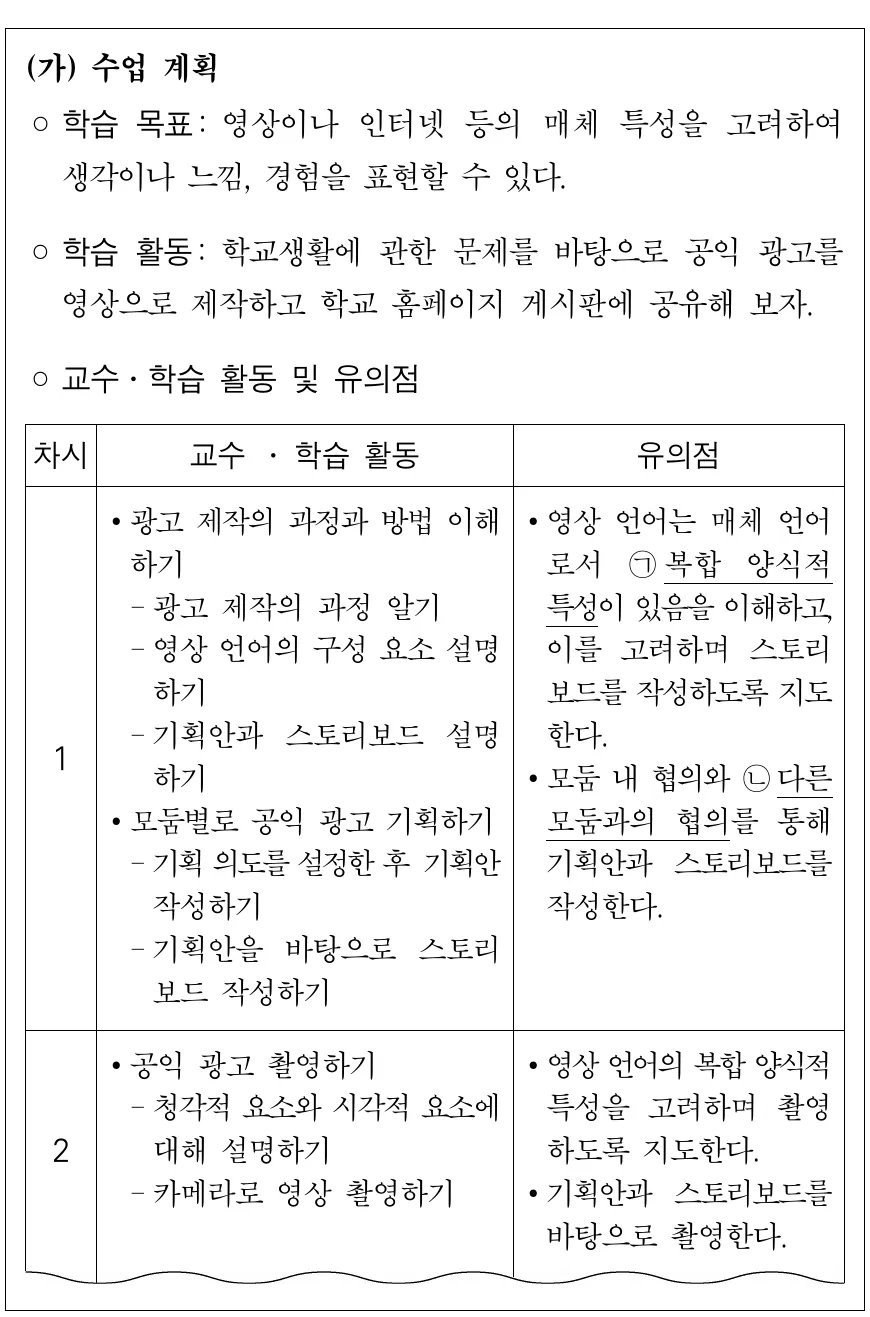 (가) 수업 계획
○ 학습 목표: 영상이나 인터넷 등의 매체 특성을 고려하여
생각이나 느낌, 경험을 표현할 수 있다.
○ 학습 활동: 학교생활에 관한 문제를 바탕으로 공익 광고를
영상으로 제작하고 학교 홈페이지 게시판에 공유해 보자.
○ 교수·학습 활동 및 유의점
차시 교수 · 학습 활동 유의점
1
• 광고 제작의 과정과 방법 이해
하기
- 광고 제작의 과정 알기
- 영상 언어의 구성 요소 설명
하기
- 기획안과 스토리보드 설명
하기
• 모둠별로 공익 광고 기획하기
- 기획 의도를 설정한 후 기획안
작성하기
- 기획안을 바탕으로 스토리
보드 작성하기
• 영상 언어는 매체 언어
로서 ㉠복합 양식적
특성이 있음을 이해하고,
이를 고려하며 스토리
보드를 작성하도록 지도
한다.
• 모둠 내 협의와 ㉡다른
모둠과의 협의를 통해
기획안과 스토리보드를
작성한다.
2
• 공익 광고 촬영하기
- 청각적 요소와 시각적 요소에
대해 설명하기
- 카메라로 영상 촬영하기
• 영상 언어의 복합 양식적
특성을 고려하며 촬영
하도록 지도한다.
• 기획안과 스토리보드를
바탕으로 촬영한다.